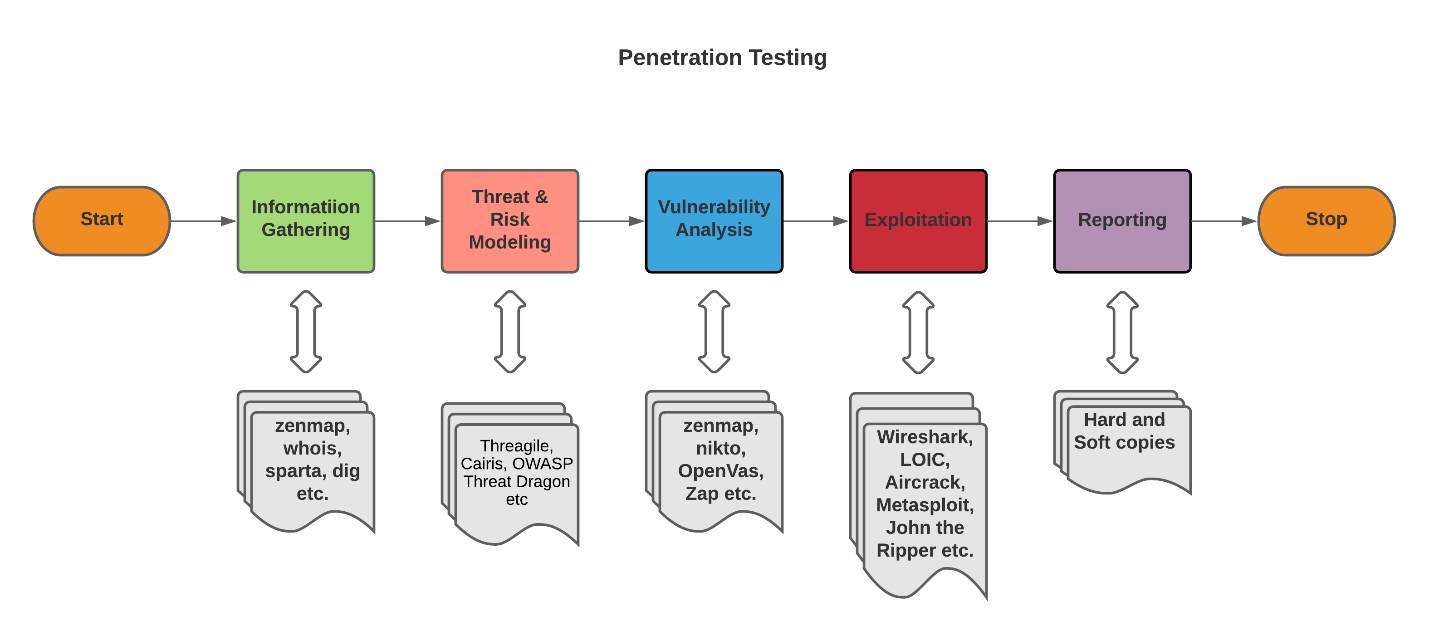 Penetration Testing
Start
Informatiion
Gathering
Threat &
Risk
Modeling
Vulnerability
Analysis
Exploitation
Reporting
Stop
zenmap,
whois,
sparta, dig
etc.
Threagile,
Cairis, OWASP
Threat Dragon
etc
zenmap,
nikto,
OpenVas,
Zap etc.
Wireshark,
LOIC,
Aircrack,
Metasploit,
John the
Ripper etc.
Hard and
Soft copies